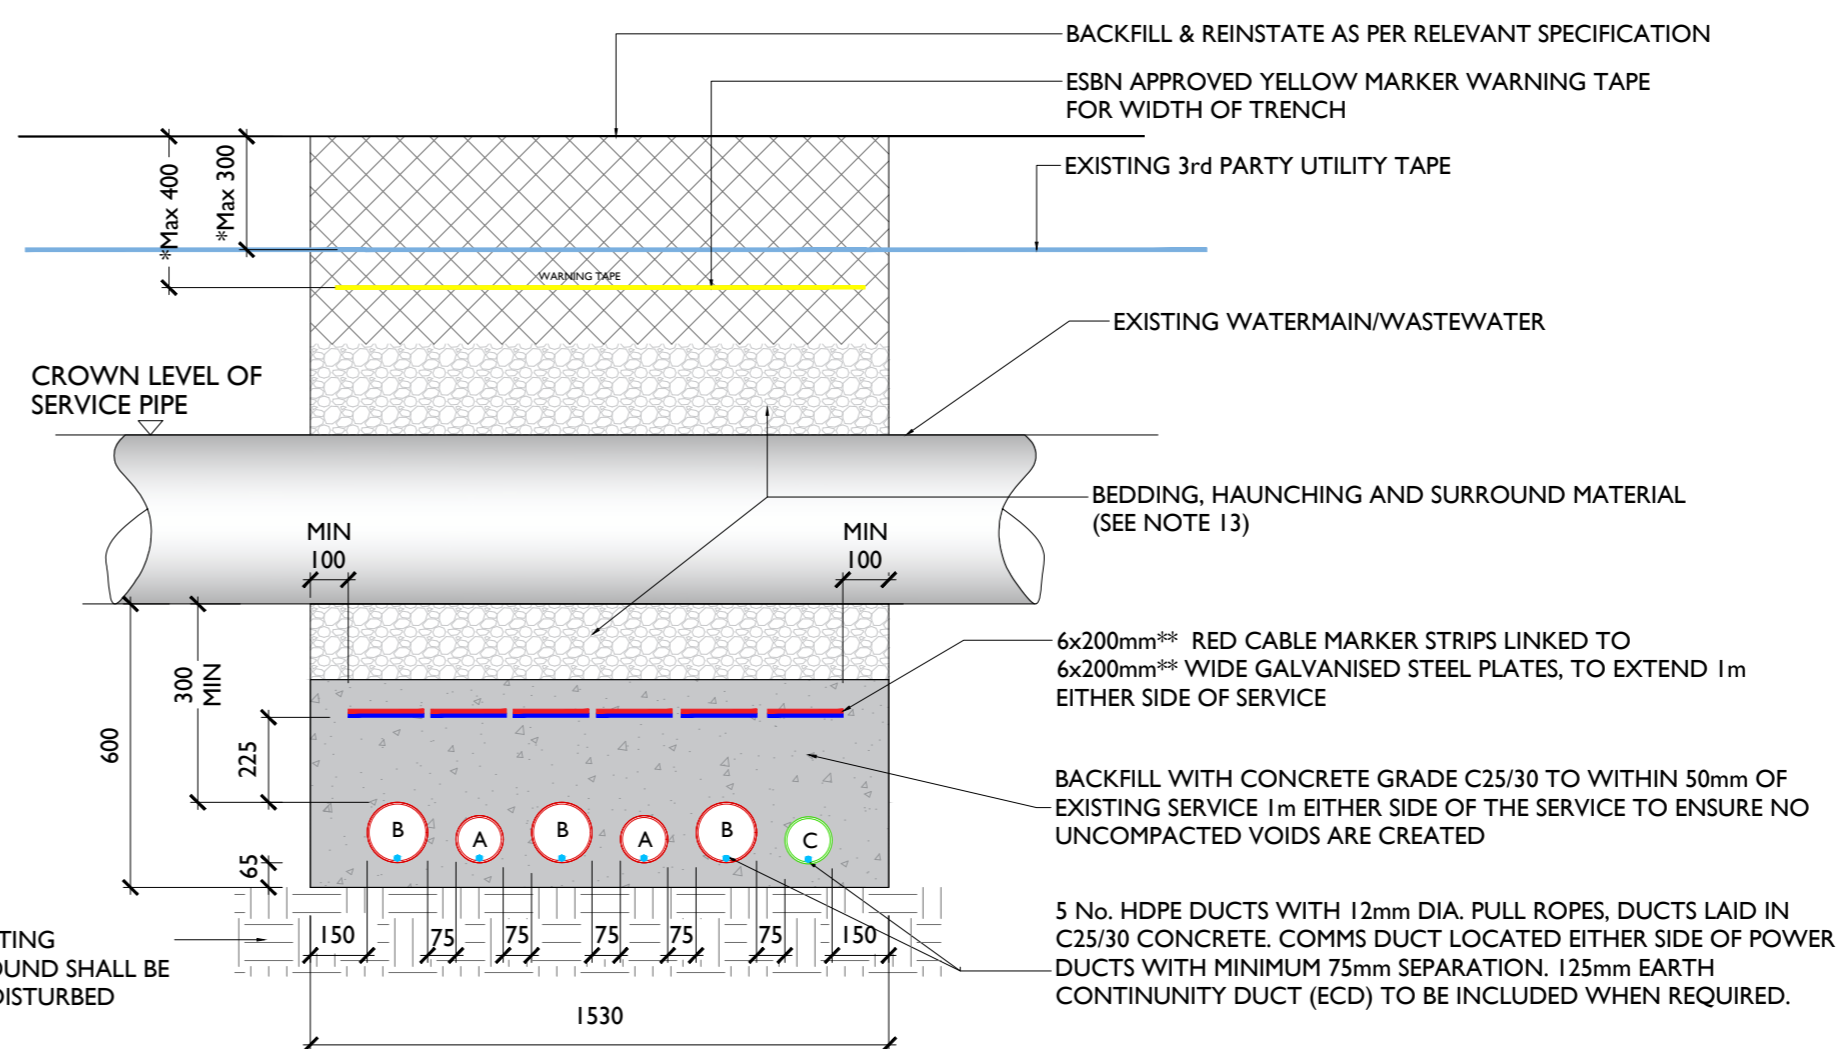 BACKFILL & REINSTATE AS PER RELEVANT SPECIFICATION
ESBN APPROVED YELLOW MARKER WARNING TAPE
FOR WIDTH OF TRENCH
EXISTING 3rd PARTY UTILITY TAPE
*Max 400
*Max 300
WARNING TAPE
EXISTING WATERMAIN/WASTEWATER
CROWN LEVEL OF
SERVICE PIPE
BEDDING, HAUNCHING AND SURROUND MATERIAL
(SEE NOTE 13)
MIN
100
MIN
100
6x200mm** RED CABLE MARKER STRIPS LINKED TO
6x200mm** WIDE GALVANISED STEEL PLATES, TO EXTEND 1m
EITHER SIDE OF SERVICE
300
MIN
600
225
BACKFILL WITH CONCRETE GRADE C25/30 TO WITHIN 50mm OF
EXISTING SERVICE 1m EITHER SIDE OF THE SERVICE TO ENSURE NO
UNCOMPACTED VOIDS ARE CREATED
B A B A B C
65
5 No. HDPE DUCTS WITH 12mm DIA. PULL ROPES, DUCTS LAID IN
C25/30 CONCRETE. COMMS DUCT LOCATED EITHER SIDE OF POWER
DUCTS WITH MINIMUM 75mm SEPARATION. 125mm EARTH
CONTINUNITY DUCT (ECD) TO BE INCLUDED WHEN REQUIRED.
TING
OUND SHALL BE
DISTURBED
150 75 75 75 75 75 150
1530